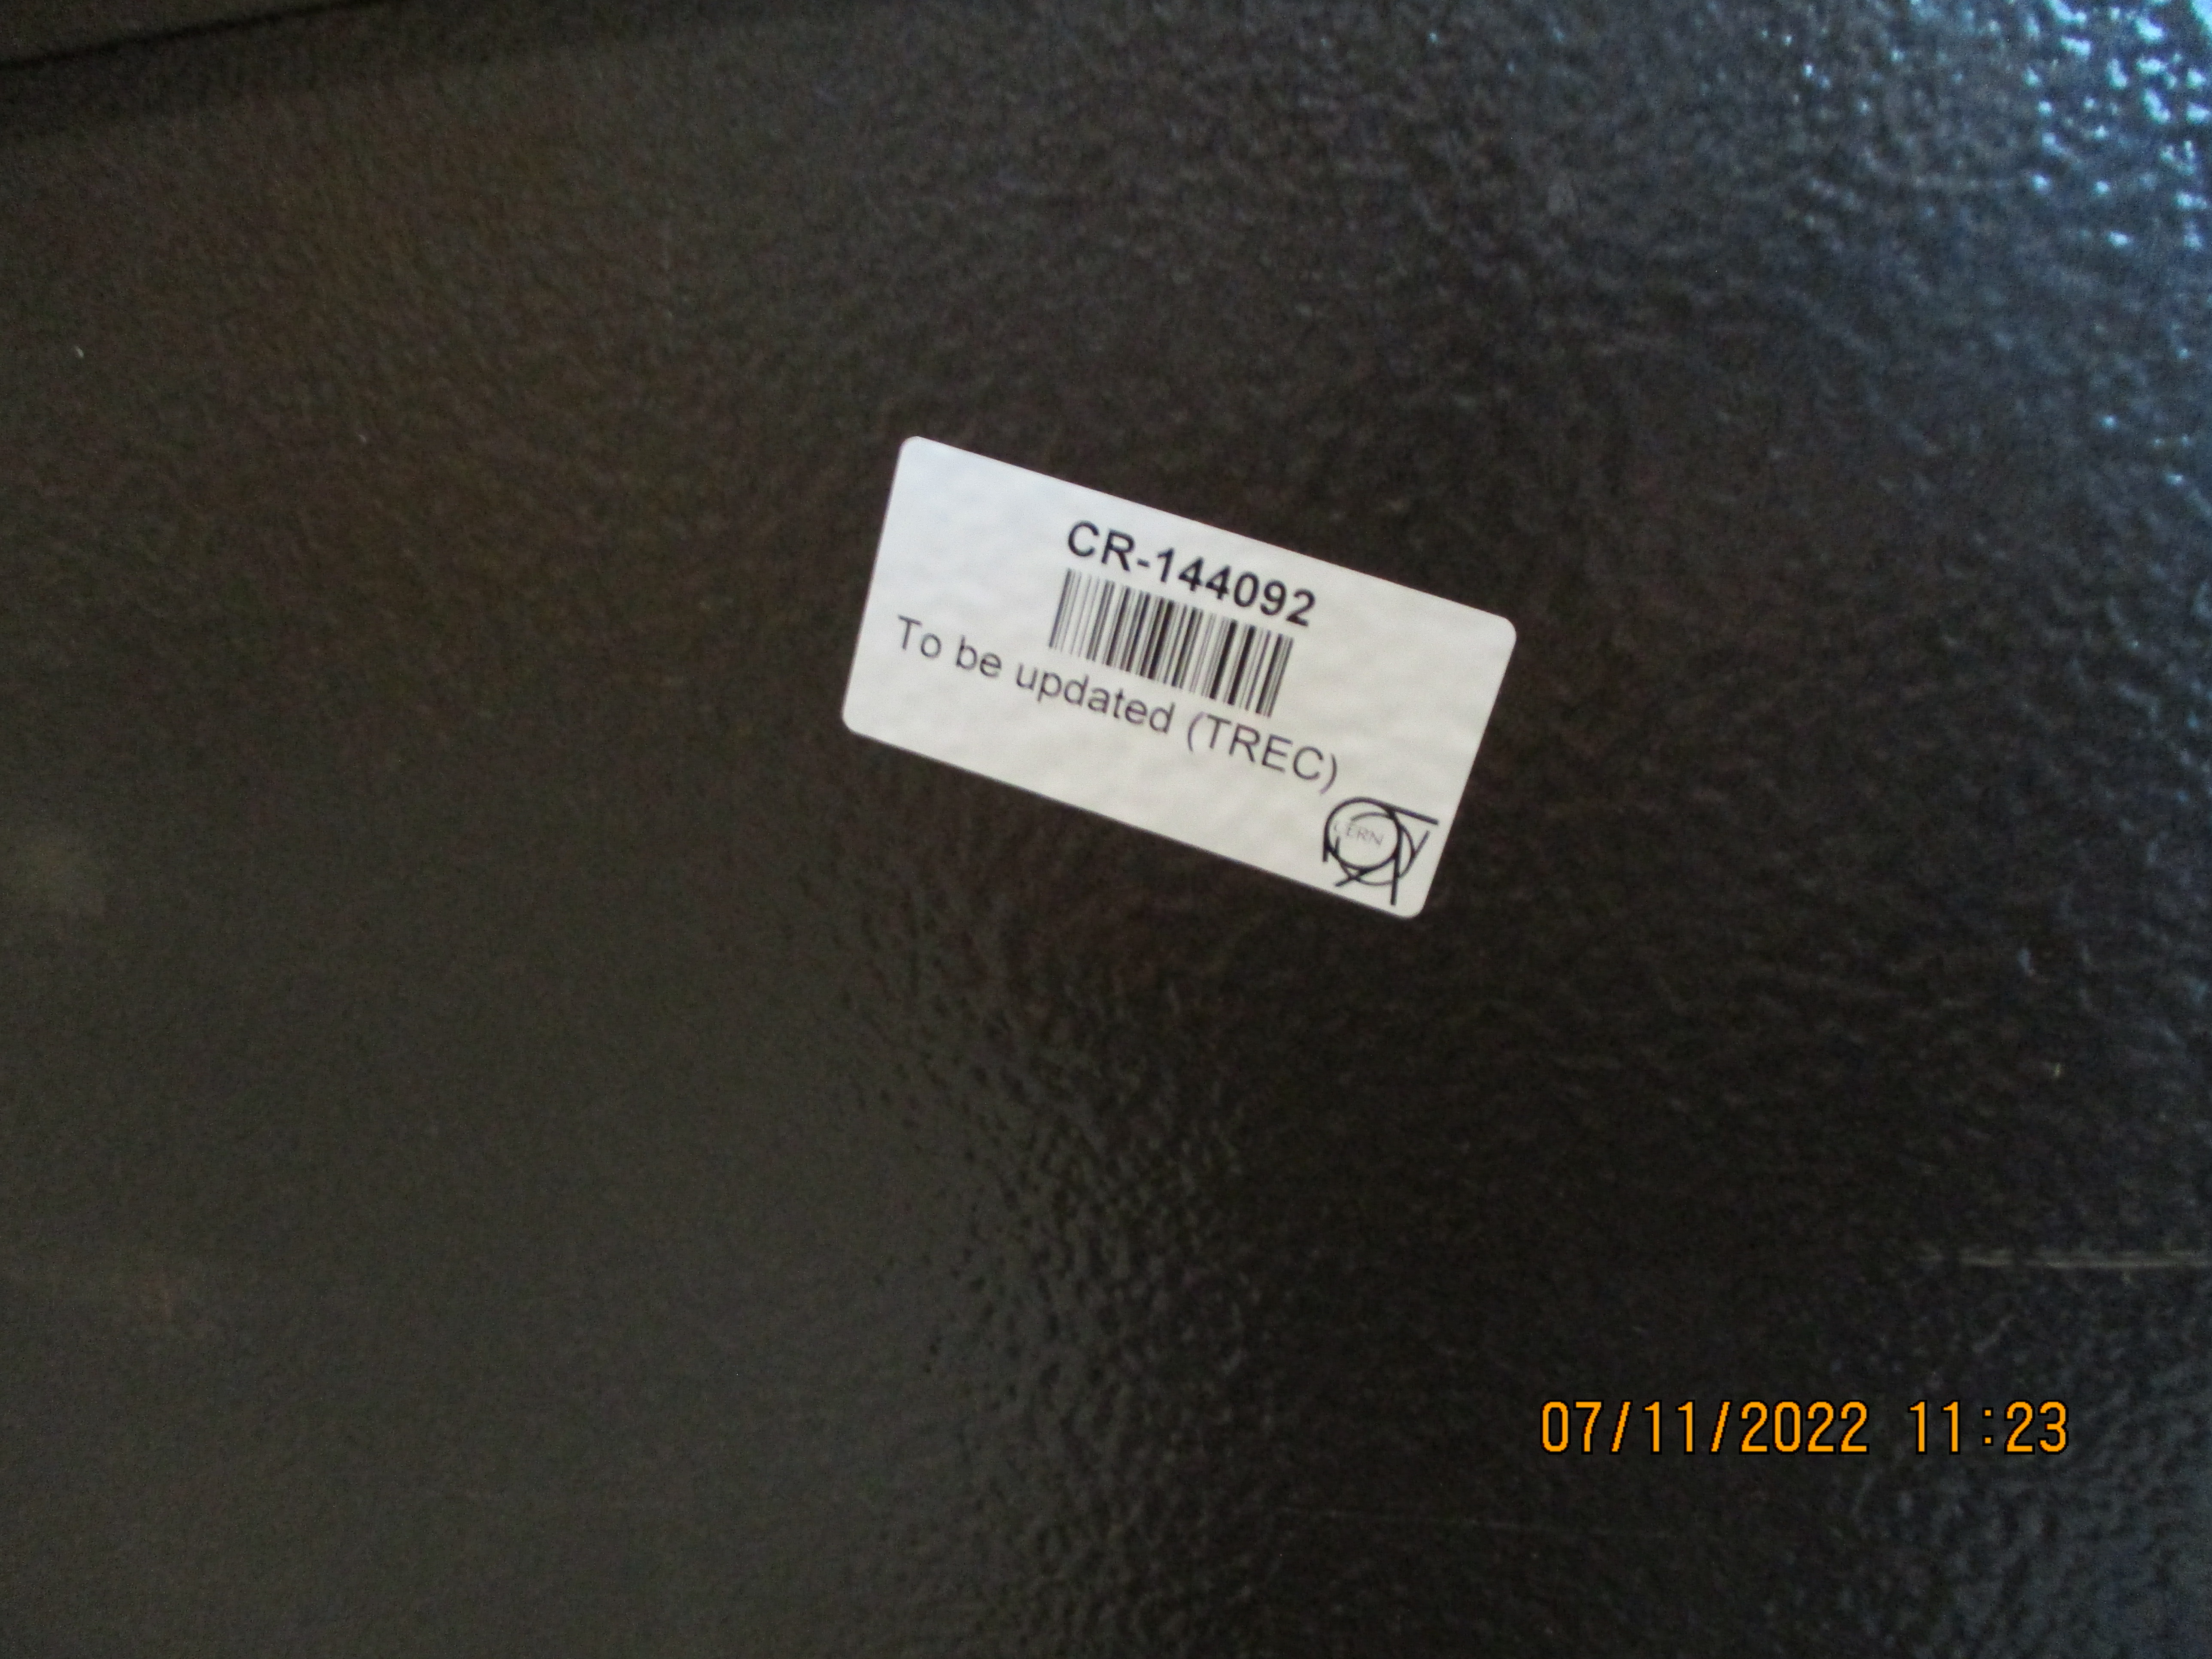 CR-144092
To be updated (TREC)
CERN
07/11/2022 11:23